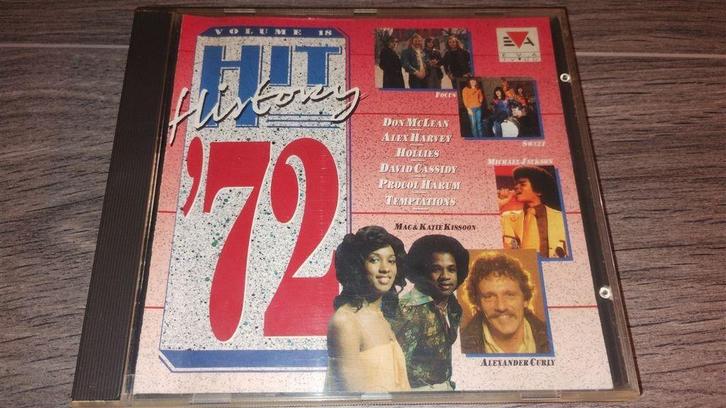 VOLUME 18
HIT
History
'72
EVA
FOCUS
DON MCLEAN
ALEX HARVEY
HOLLIES
DAVID CASSIDY
PROCOL HARUM
TEMPTATIONS
SWEET
MICHAEL JACKSON
MAC & KATIE KISSOON
ALEXANDER CURLY